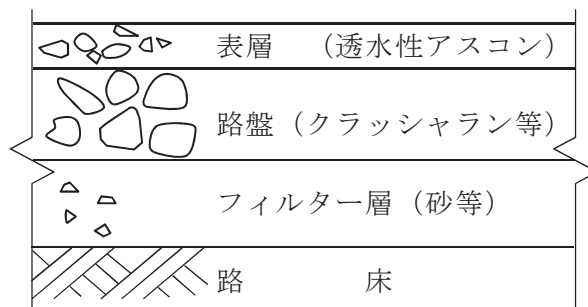 表層　（透水性アスコン）
路盤（クラッシャラン等）
フィルター層（砂等）
路　　　　床